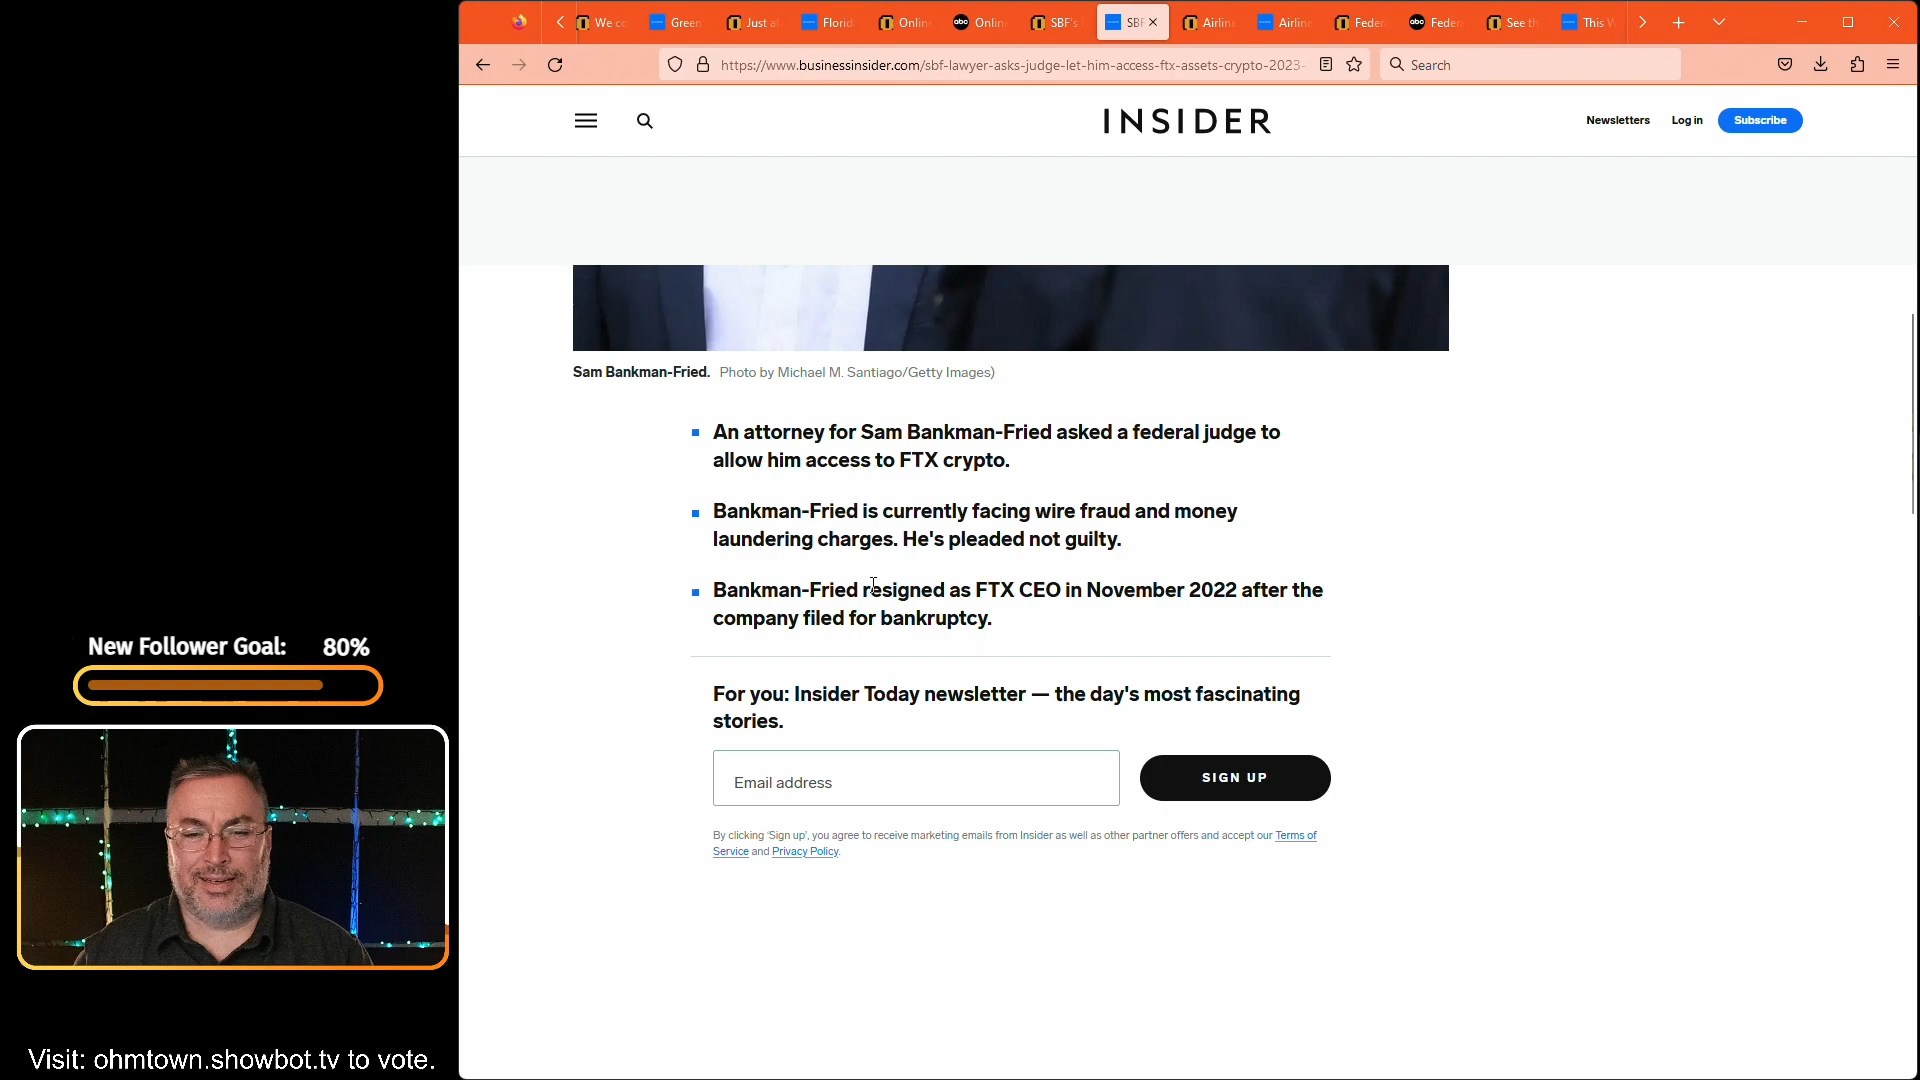 We co
Green
Just a
Florid
Onlin
Onlin
SBF's
SBF
Airlin
Airlin
Feder
Feder
See th
This W
https://www.businessinsider.com/sbf-lawyer-asks-judge-let-him-access-ftx-assets-crypto-2023-
Search
INSIDER
Newsletters
Log in
Subscribe
Sam Bankman-Fried. Photo by Michael M. Santiago/Getty Images)
An attorney for Sam Bankman-Fried asked a federal judge to
allow him access to FTX crypto.
Bankman-Fried is currently facing wire fraud and money
laundering charges. He's pleaded not guilty.
Bankman-Fried resigned as FTX CEO in November 2022 after the
company filed for bankruptcy.
For you: Insider Today newsletter — the day's most fascinating
stories.
Email address
SIGN UP
By clicking 'Sign up', you agree to receive marketing emails from Insider as well as other partner offers and accept our Terms of
Service and Privacy Policy.
New Follower Goal: 80%
Visit: ohmtown.showbot.tv to vote.